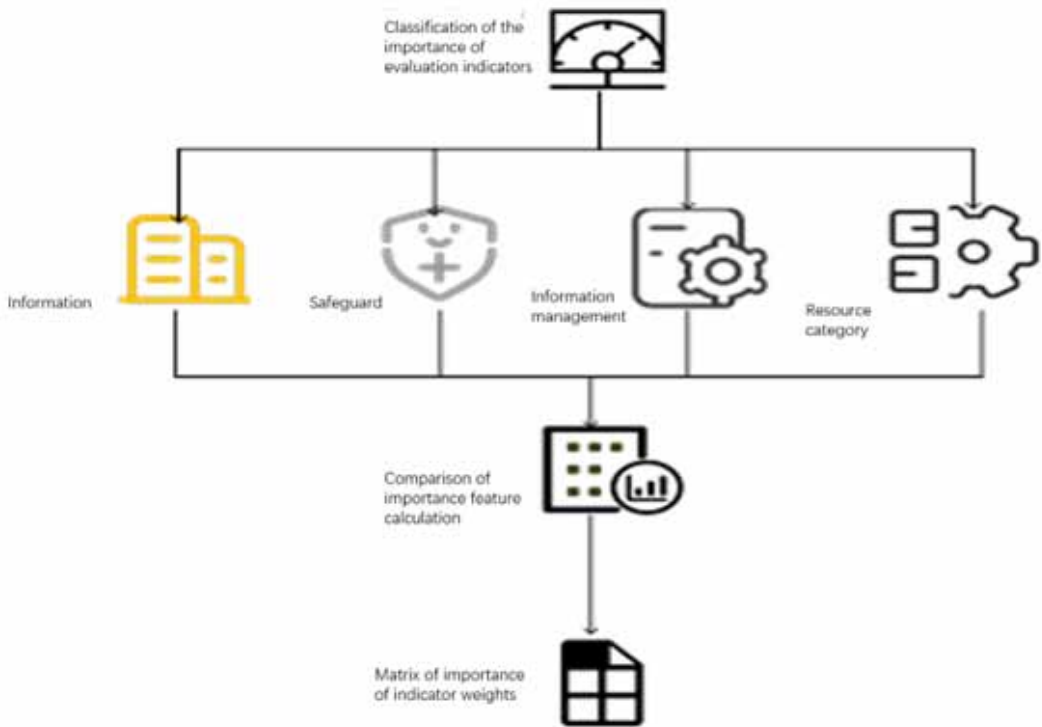 Classification of the
importance of
evaluation indicators
Information
Safeguard
Information
management
Resource
category
Comparison of
importance feature
calculation
Matrix of importance
of indicator weights